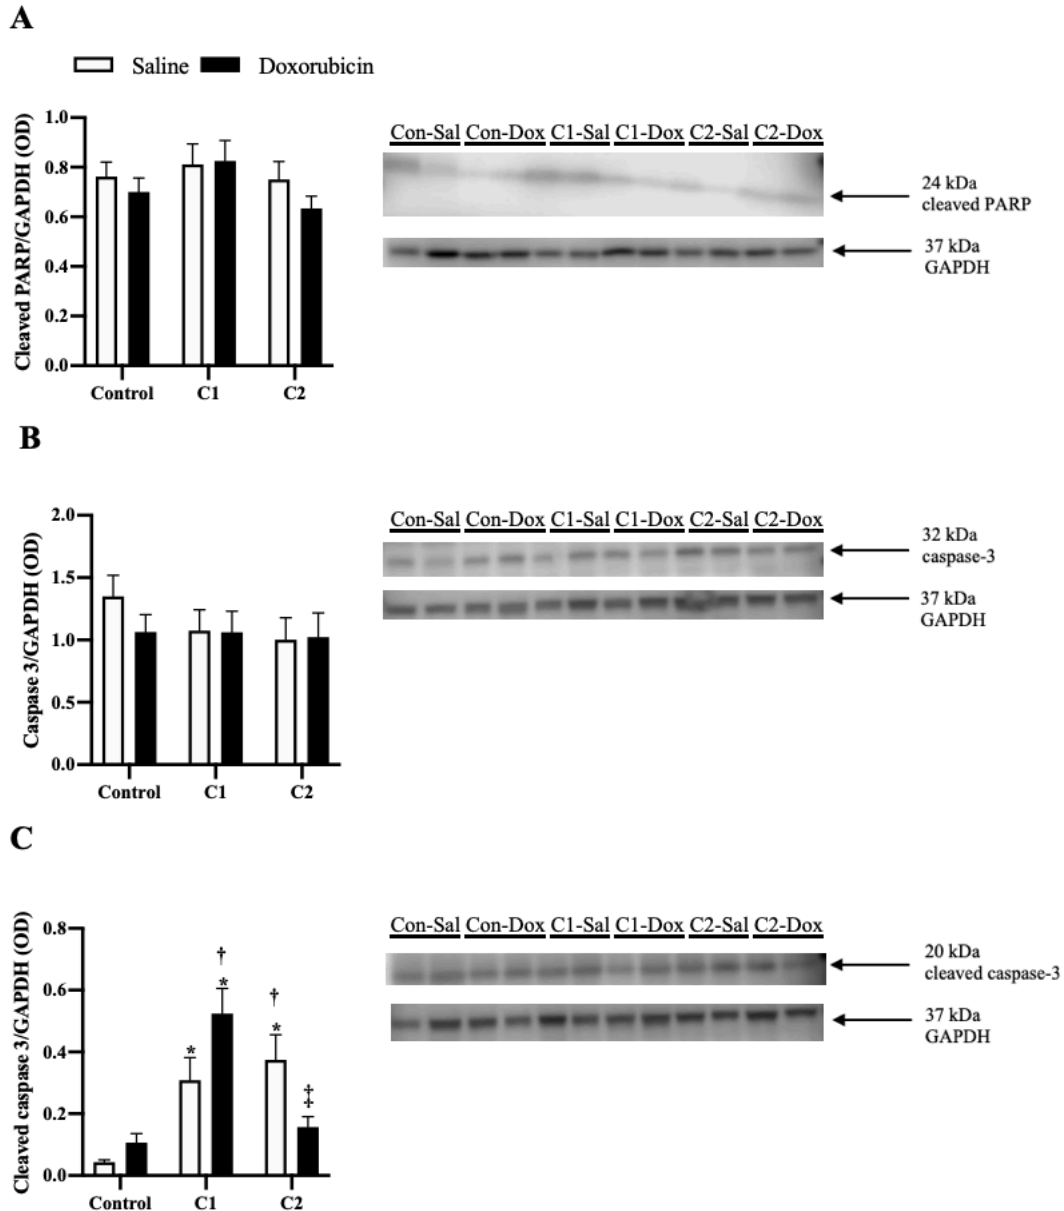 A
Saline Doxorubicin
Cleaved PARP/GAPDH (OD)
1.0
0.8
0.6
0.4
0.2
0.0
Control C1 C2
Con-Sal Con-Dox C1-Sal C1-Dox C2-Sal C2-Dox
24 kDa
cleaved PARP
37 kDa
GAPDH
B
Caspase 3/GAPDH (OD)
2.0
1.5
1.0
0.5
0.0
Control C1 C2
Con-Sal Con-Dox C1-Sal C1-Dox C2-Sal C2-Dox
32 kDa
caspase-3
37 kDa
GAPDH
C
Cleaved caspase 3/GAPDH (OD)
0.8
0.6
0.4
0.2
0.0
*
†
*
†
*
‡
Control C1 C2
Con-Sal Con-Dox C1-Sal C1-Dox C2-Sal C2-Dox
20 kDa
cleaved caspase-3
37 kDa
GAPDH